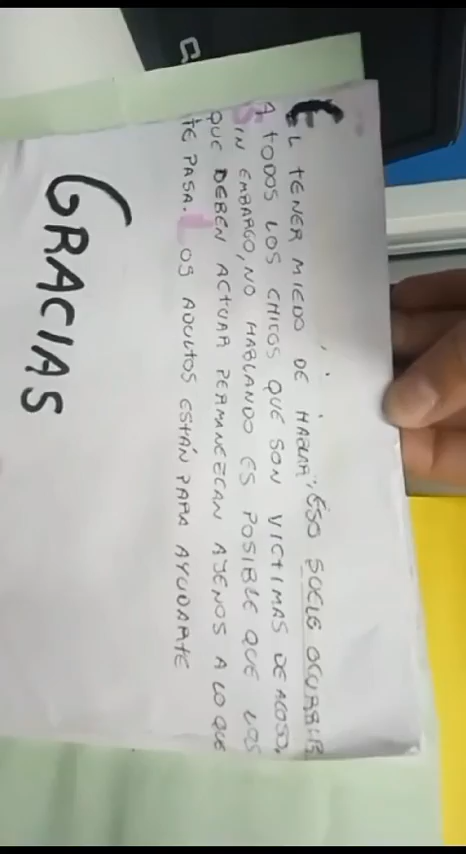 EL TENER MIEDO DE HABLAR, ESO SUELE OCURRIR
A TODOS LOS CHICOS QUE SON VICTIMAS DE ACOSO,
SIN EMBARGO, NO HABLANDO ES POSIBLE QUE LOS
QUE DEBEN ACTUAR PERMANEZCAN AJENOS A LO QUE
TE PASA. LOS ADULTOS ESTÁN PARA AYUDARTE
GRACIAS